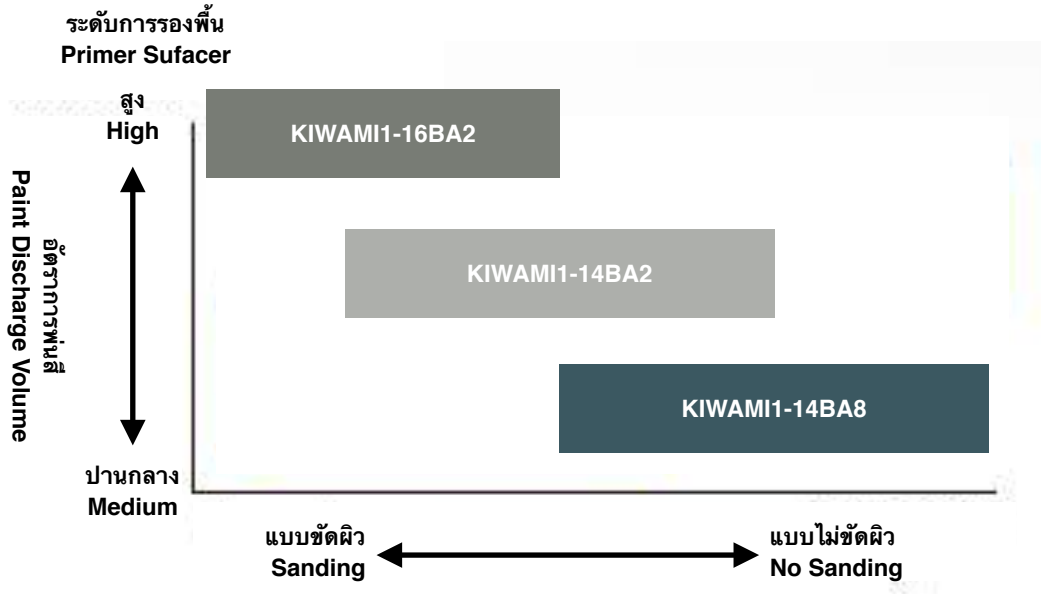 ระดับการรองพื้น
Primer Sufacer
สูง
High
KIWAMI1-16BA2
KIWAMI1-14BA2
KIWAMI1-14BA8
อัตราการพ่นสี
Paint Discharge Volume
ปานกลาง
Medium
แบบขัดผิว
Sanding
แบบไม่ขัดผิว
No Sanding